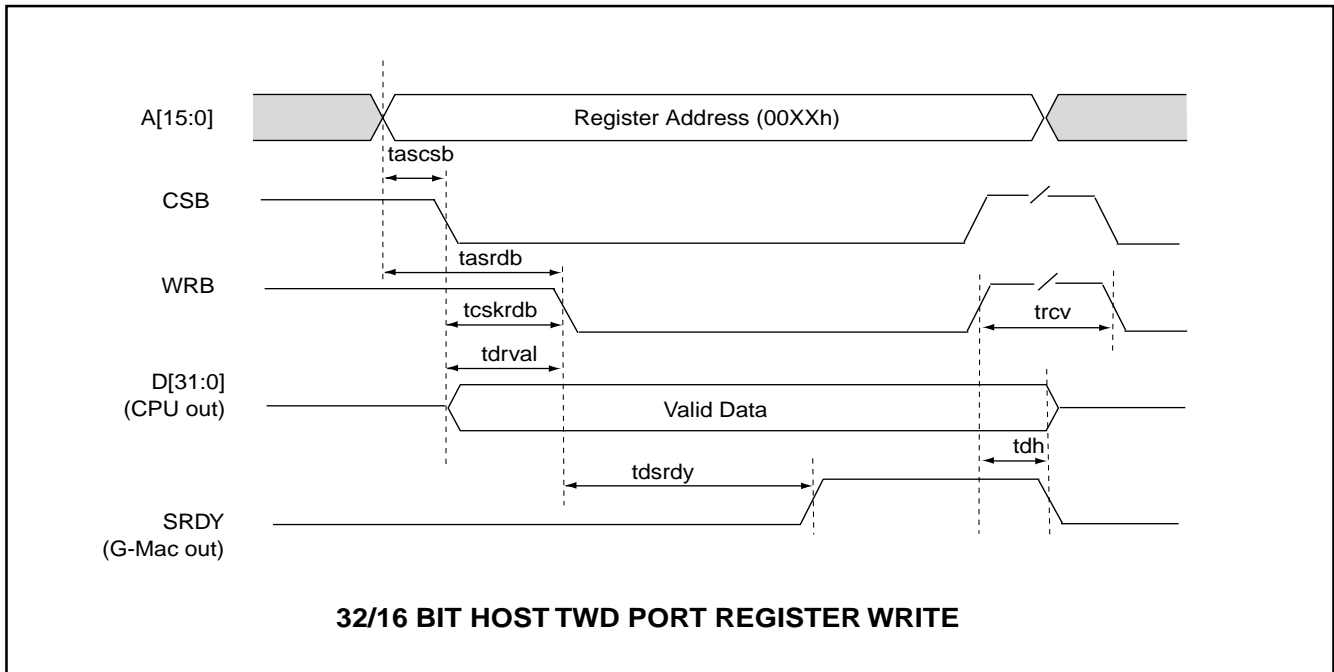 A[15:0]
Register Address (00XXh)
tascsb
CSB
tasrdb
WRB
tcskrdb
trcv
tdrval
D[31:0]
(CPU out)
Valid Data
tdh
tdsrdy
SRDY
(G-Mac out)
32/16 BIT HOST TWD PORT REGISTER WRITE